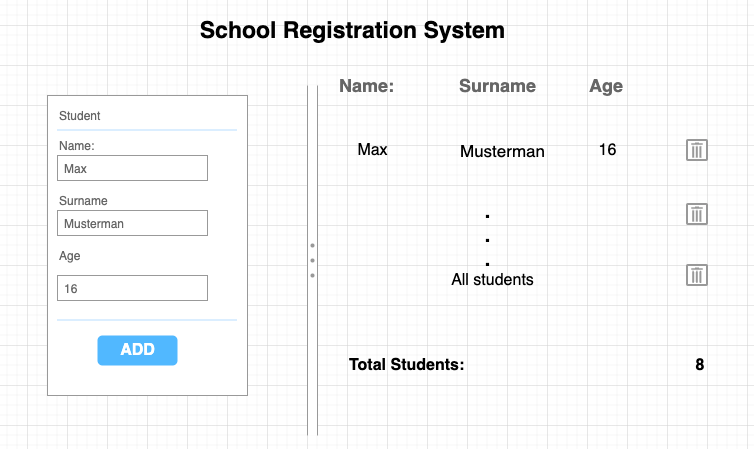 School Registration System
Student
Name:
Max
Surname
Musterman
Age
16
ADD
Name: Surname Age
Max Musterman 16
.
.
.
All students
Total Students: 8